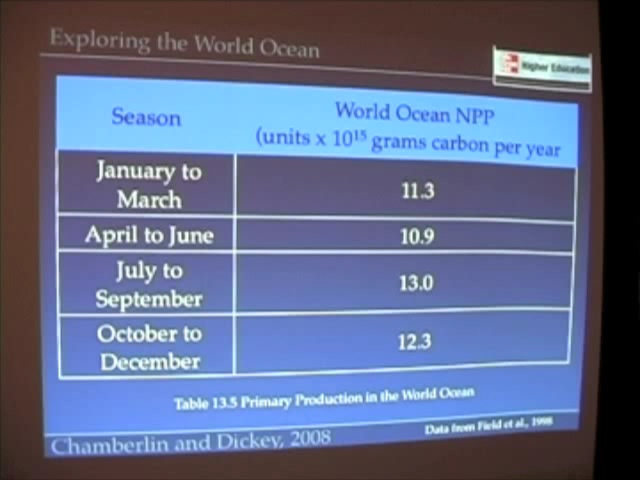 Exploring the World Ocean
Higher Education
Season
World Ocean NPP
(units x 10¹⁵ grams carbon per year
January to
March
11.3
April to June
10.9
July to
September
13.0
October to
December
12.3
Table 13.5 Primary Production in the World Ocean
Data from Field et al., 1998
Chamberlin and Dickey, 2008